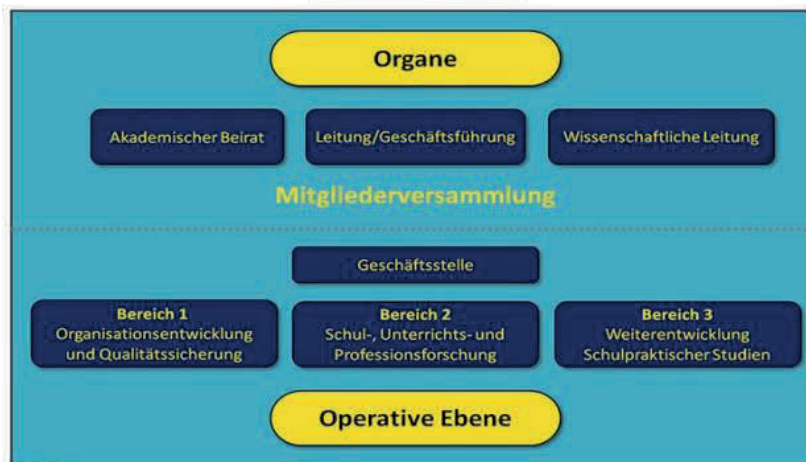 Organe
Akademischer Beirat
Leitung/Geschäftsführung
Wissenschaftliche Leitung
Mitgliederversammlung
Geschäftsstelle
Bereich 1
Organisationsentwicklung
und Qualitätssicherung
Bereich 2
Schul-, Unterrichts- und
Professionsforschung
Bereich 3
Weiterentwicklung
Schulpraktischer Studien
Operative Ebene